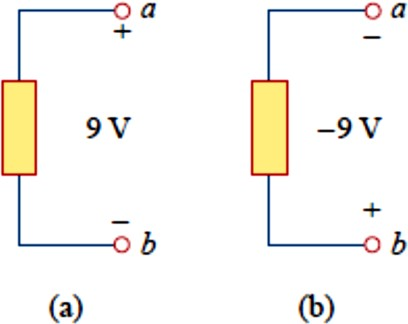 a a
+ –
9 V –9 V
– +
b b
(a) (b)